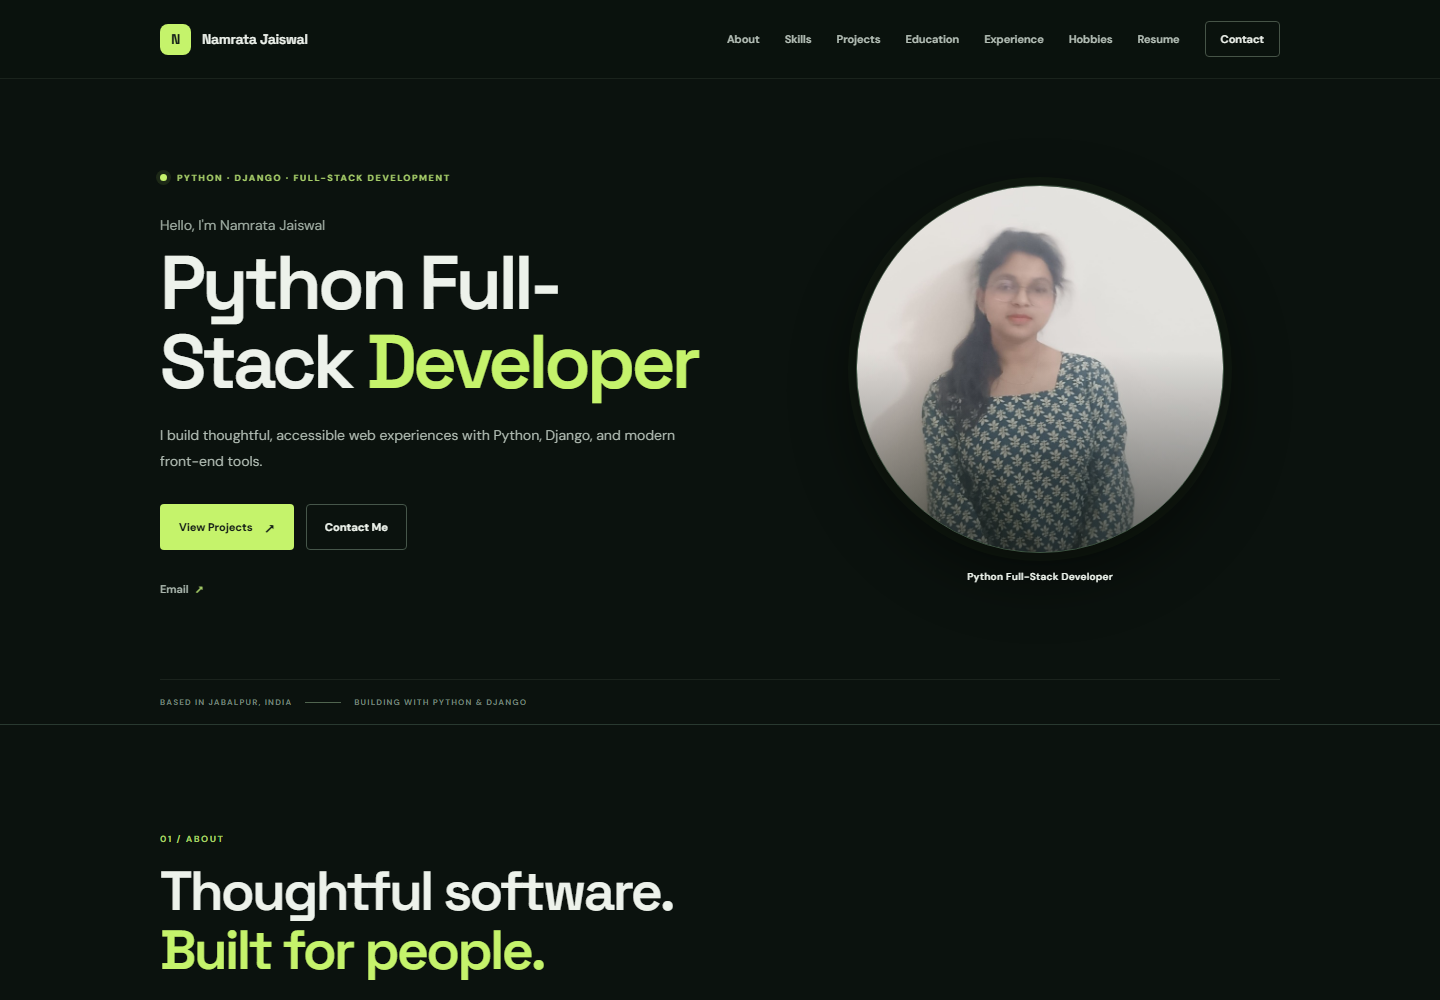 N
Namrata Jaiswal
About
Skills
Projects
Education
Experience
Hobbies
Resume
Contact
PYTHON · DJANGO · FULL-STACK DEVELOPMENT
Hello, I'm Namrata Jaiswal
Python Full-
Stack Developer
I build thoughtful, accessible web experiences with Python, Django, and modern
front-end tools.
View Projects ↗
Contact Me
Email ↗
Python Full-Stack Developer
BASED IN JABALPUR, INDIA
BUILDING WITH PYTHON & DJANGO
01 / ABOUT
Thoughtful software.
Built for people.